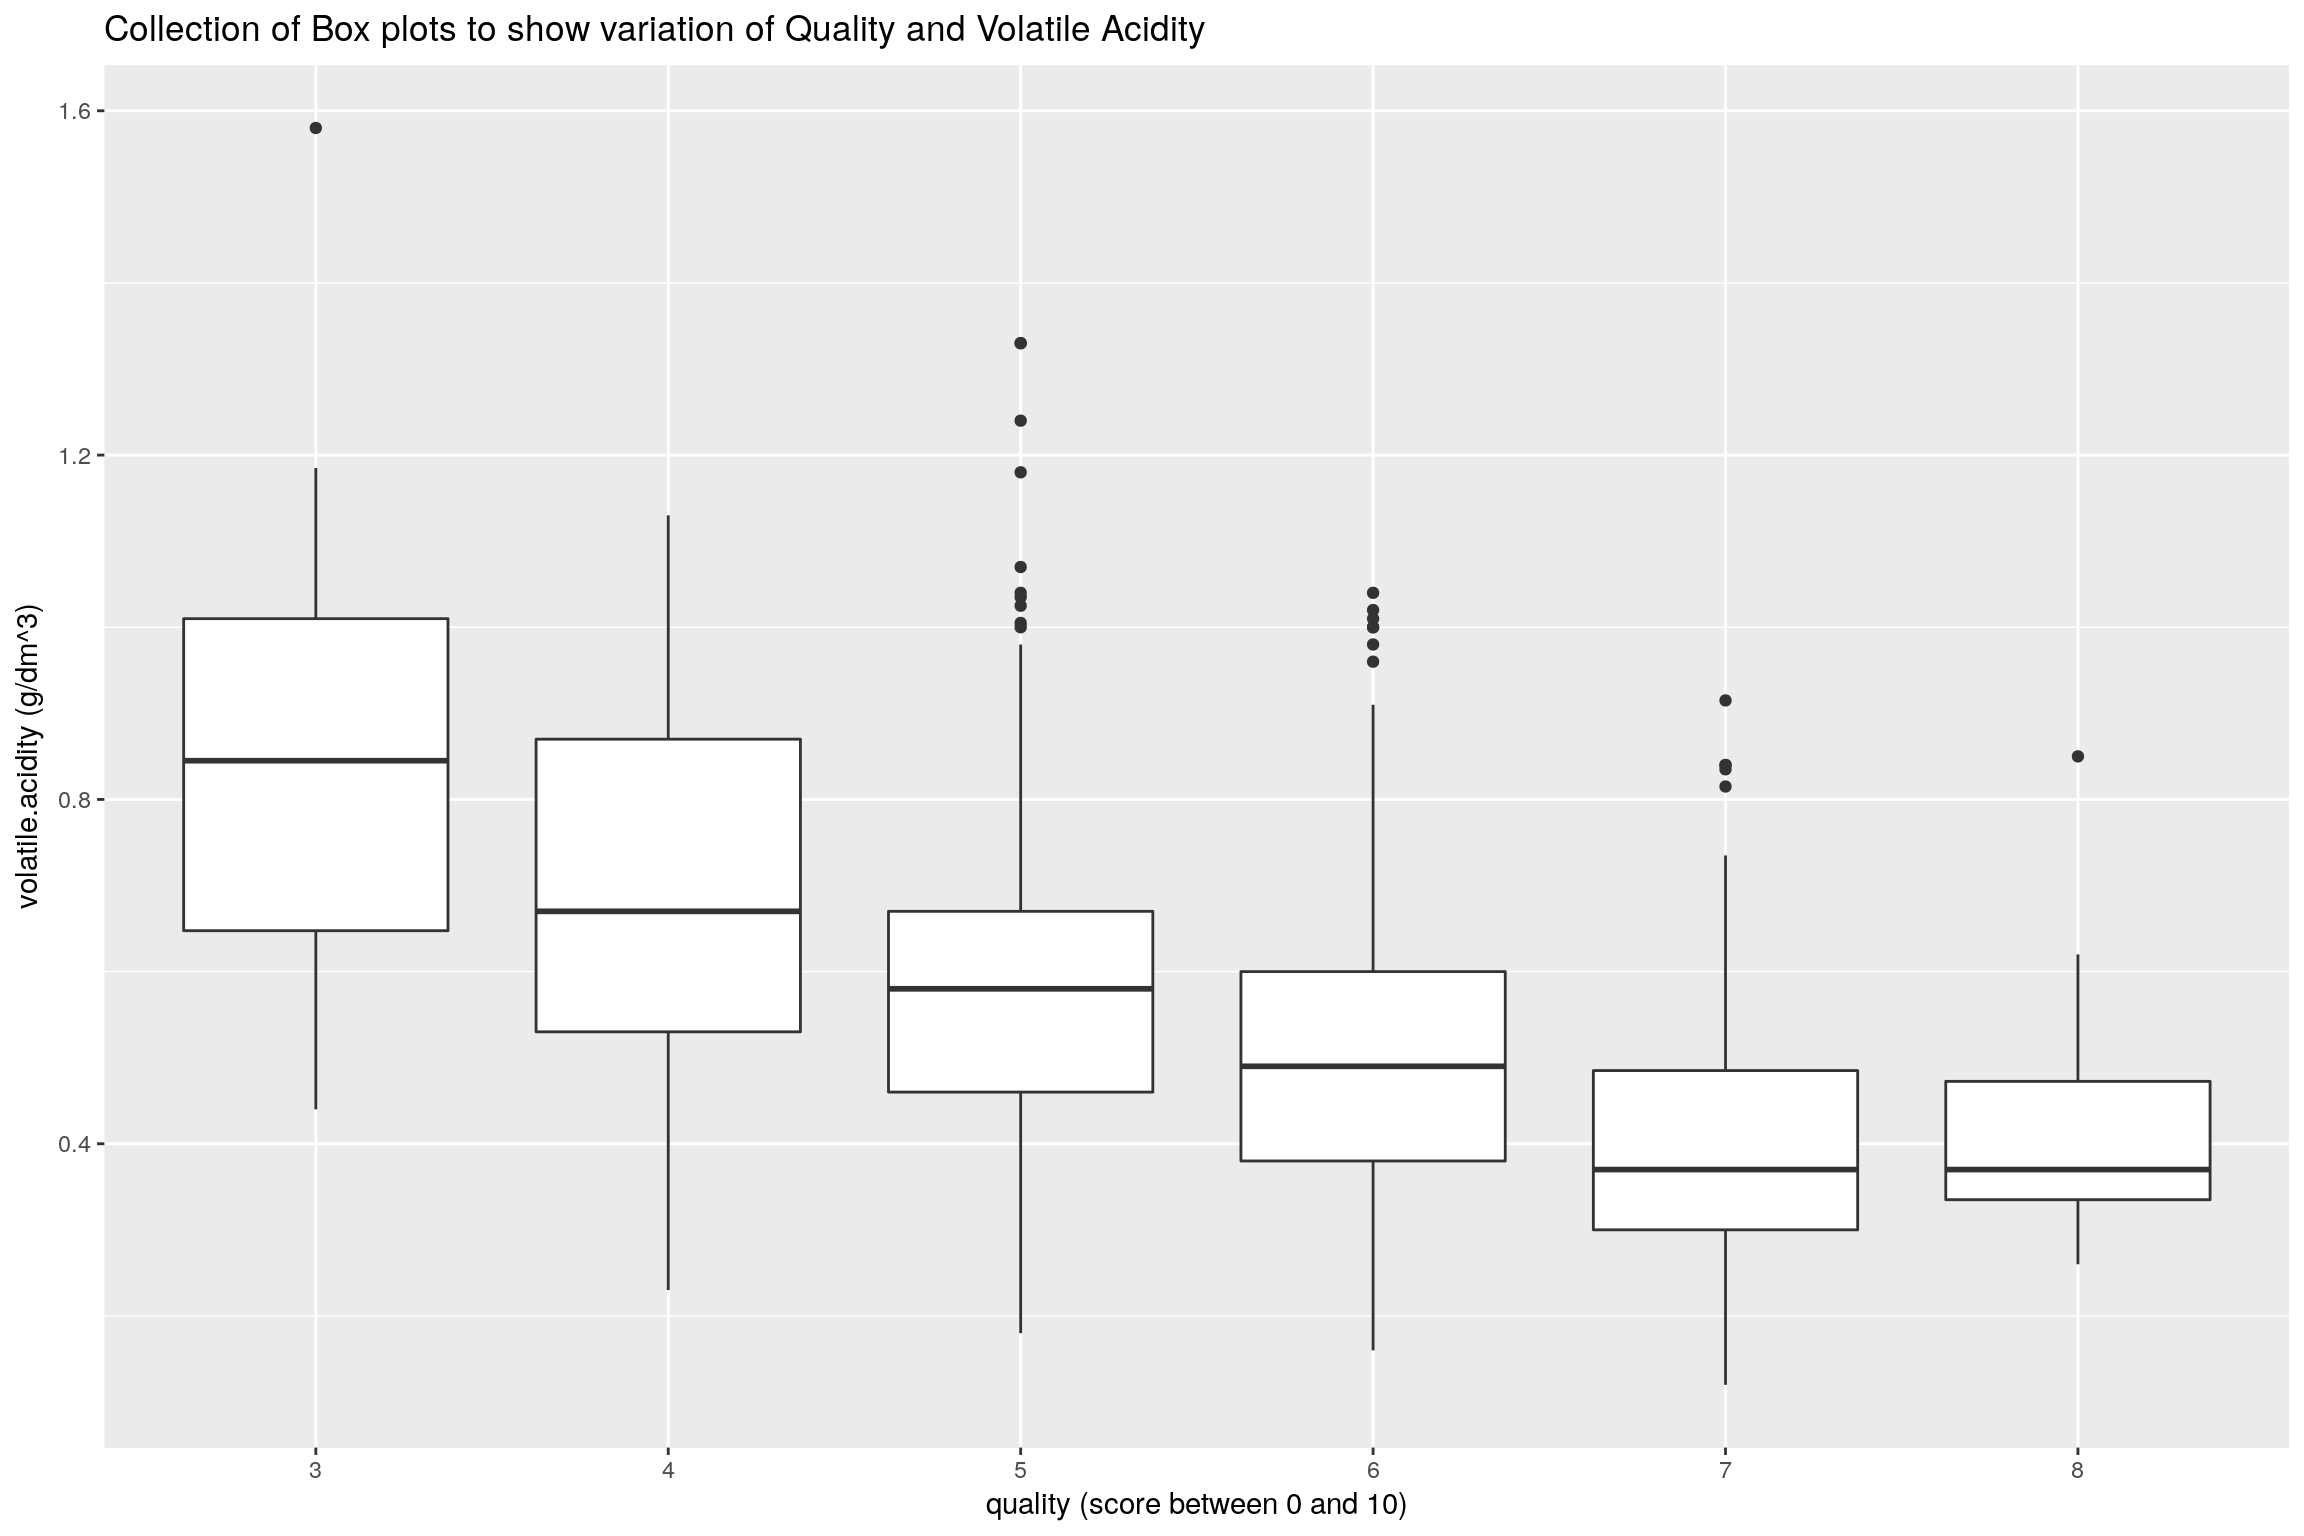 Collection of Box plots to show variation of Quality and Volatile Acidity
volatile.acidity (g/dm^3)
1.6
1.2
0.8
0.4
3 4 5 6 7 8
quality (score between 0 and 10)